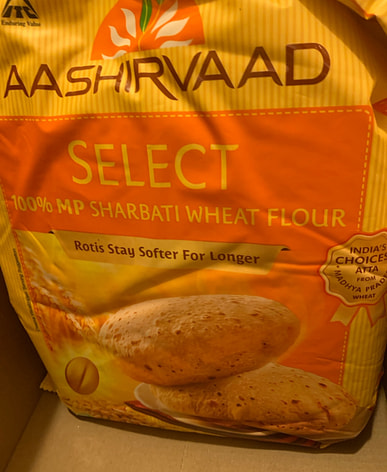 ITC
Enduring Value
AASHIRVAAD
SELECT
100% MP SHARBATI WHEAT FLOUR
Rotis Stay Softer For Longer
INDIA'S
CHOICEST
ATTA
FROM
MADHYA PRADESH
WHEAT